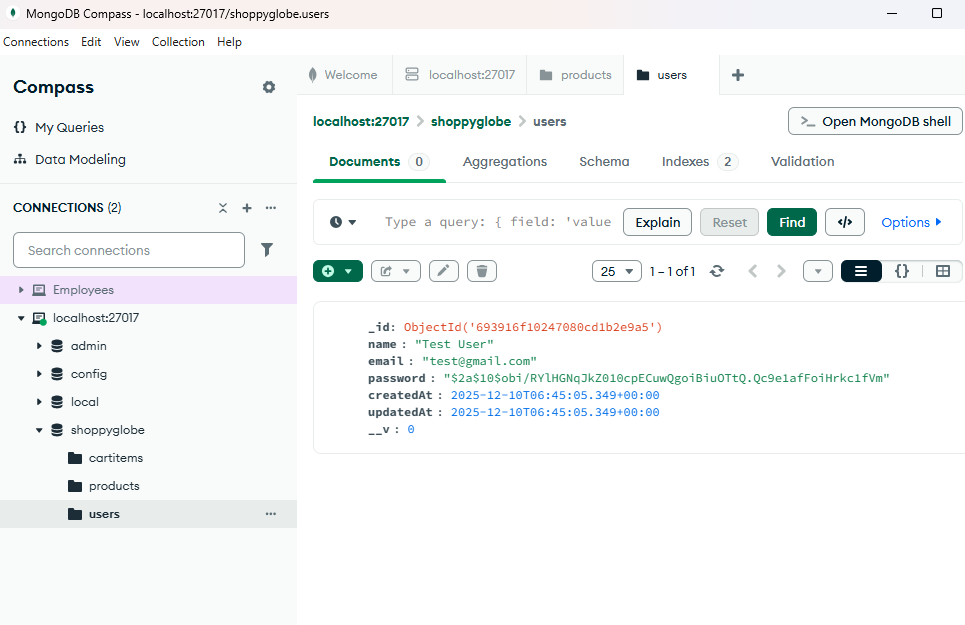 MongoDB Compass - localhost:27017/shoppyglobe.users
Connections Edit View Collection Help
Compass
My Queries
Data Modeling
CONNECTIONS (2)
Search connections
Employees
localhost:27017
admin
config
local
shoppyglobe
cartitems
products
users
Welcome localhost:27017 products users
localhost:27017 > shoppyglobe > users
>_ Open MongoDB shell
Documents 0 Aggregations Schema Indexes 2 Validation
Type a query: { field: 'value Explain Reset Find </> Options
25 1 – 1 of 1 {}
_id: ObjectId('693916f10247080cd1b2e9a5')
name : "Test User"
email : "test@gmail.com"
password : "$2a$10$obi/RYlHGNqJkZ010cpECuwQgoiBiuOTtQ.Qc9e1afFoiHrkc1fVm"
createdAt : 2025-12-10T06:45:05.349+00:00
updatedAt : 2025-12-10T06:45:05.349+00:00
__v : 0